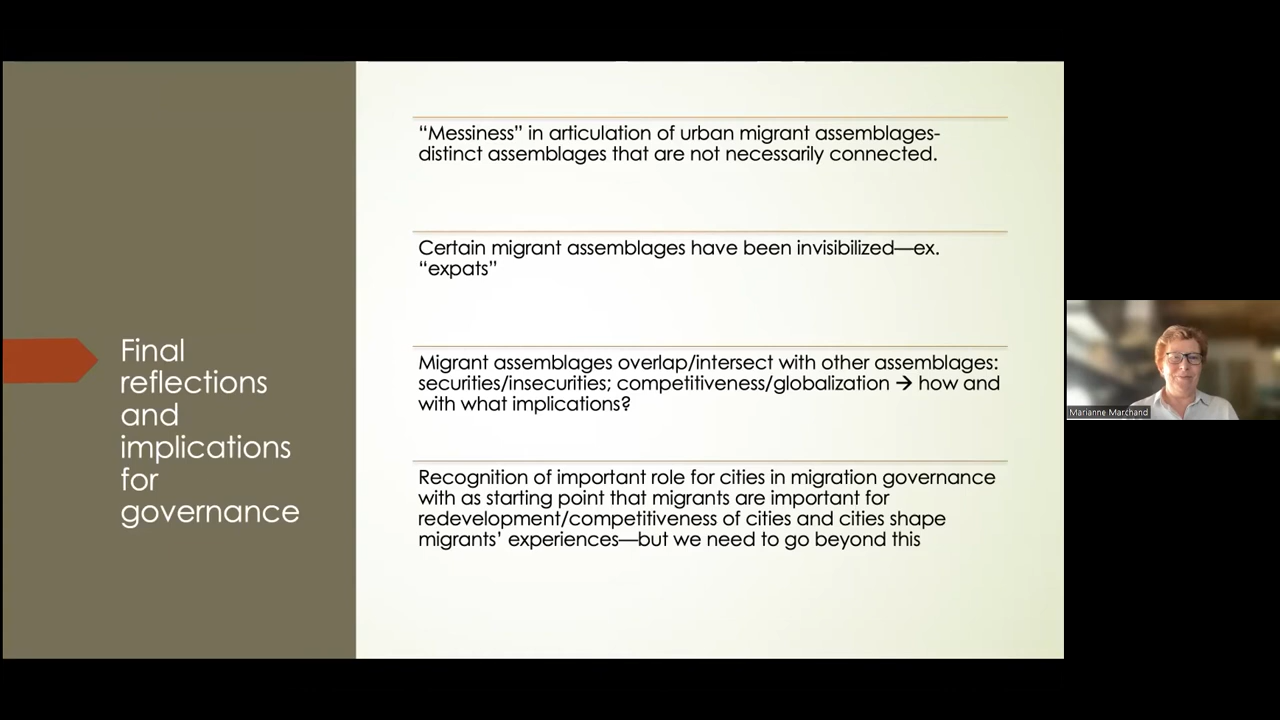 Final
reflections
and
implications
for
governance
“Messiness” in articulation of urban migrant assemblages-
distinct assemblages that are not necessarily connected.
Certain migrant assemblages have been invisibilized—ex.
“expats”
Migrant assemblages overlap/intersect with other assemblages:
securities/insecurities; competitiveness/globalization → how and
with what implications?
Recognition of important role for cities in migration governance
with as starting point that migrants are important for
redevelopment/competitiveness of cities and cities shape
migrants’ experiences—but we need to go beyond this
Marianne Marchand